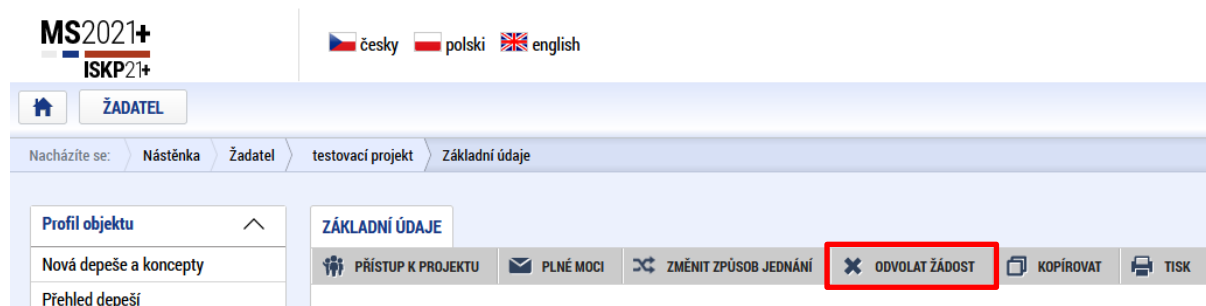 MS2021+
ISKP21+
česky polski english
ŽADATEL
Nacházíte se: Nástěnka Žadatel testovací projekt Základní údaje
Profil objektu
ZÁKLADNÍ ÚDAJE
Nová depeše a koncepty
PŘÍSTUP K PROJEKTU PLNÉ MOCI ZMĚNIT ZPŮSOB JEDNÁNÍ ODVOLAT ŽÁDOST KOPÍROVAT TISK
Přehled depeší